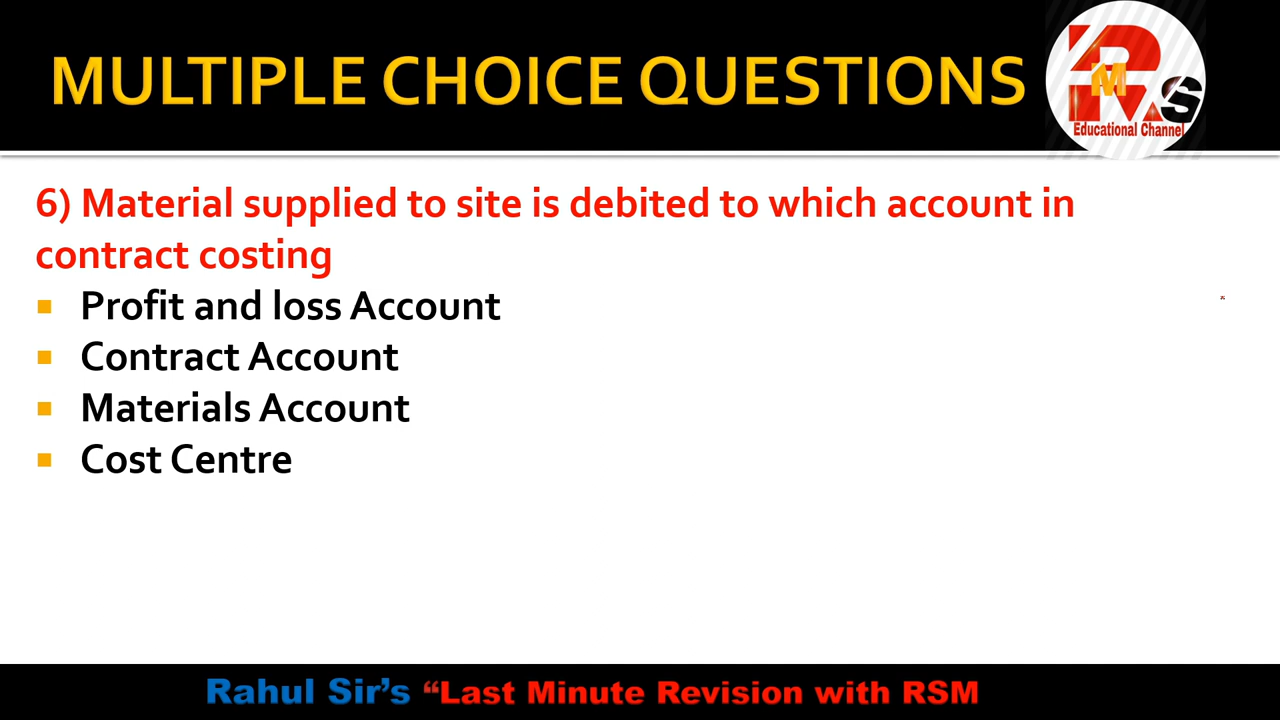 MULTIPLE CHOICE QUESTIONS
RMS
Educational Channel
6) Material supplied to site is debited to which account in
contract costing
Profit and loss Account
Contract Account
Materials Account
Cost Centre
Rahul Sir's “Last Minute Revision with RSM